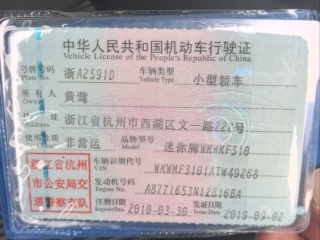 中华人民共和国机动车行驶证
Vehicle License of the People's Republic of China
号牌号码 Plate No. 浙AZ591D 车辆类型 Vehicle Type 小型轿车
所有人 Owner 黄莺
住址 Address 浙江省杭州市西湖区文一路222号
使用性质 Use Character 非营运 品牌型号 Model 迷你牌WMWMF310
浙江省杭州
市公安局交
通警察支队
车辆识别代号 VIN WMWMF3101ATW49268
发动机号码 Engine No. A8771653N12B16BA
注册日期 Register Date 2010-03-30 发证日期 Issue Date 2019-09-02